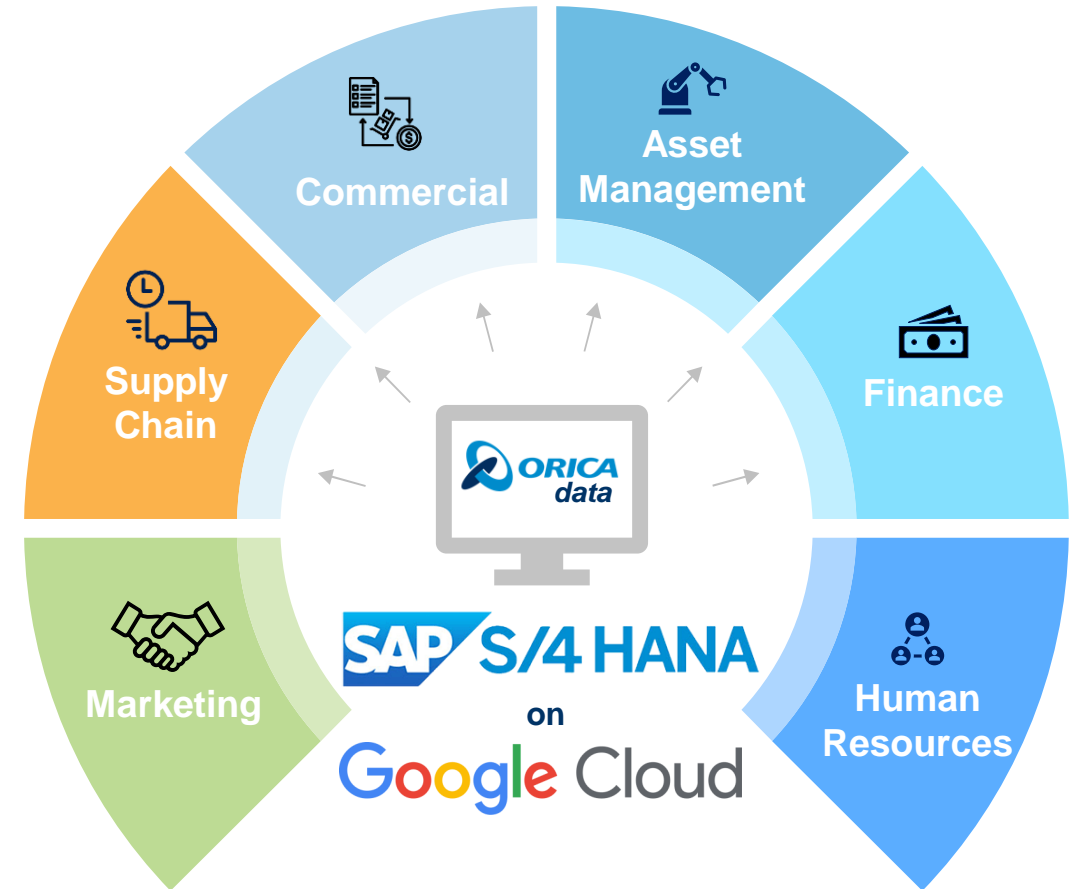 Commercial
Asset
Management
Supply
Chain
Finance
ORICA
data
Marketing
SAP S/4 HANA
on
Google Cloud
Human
Resources